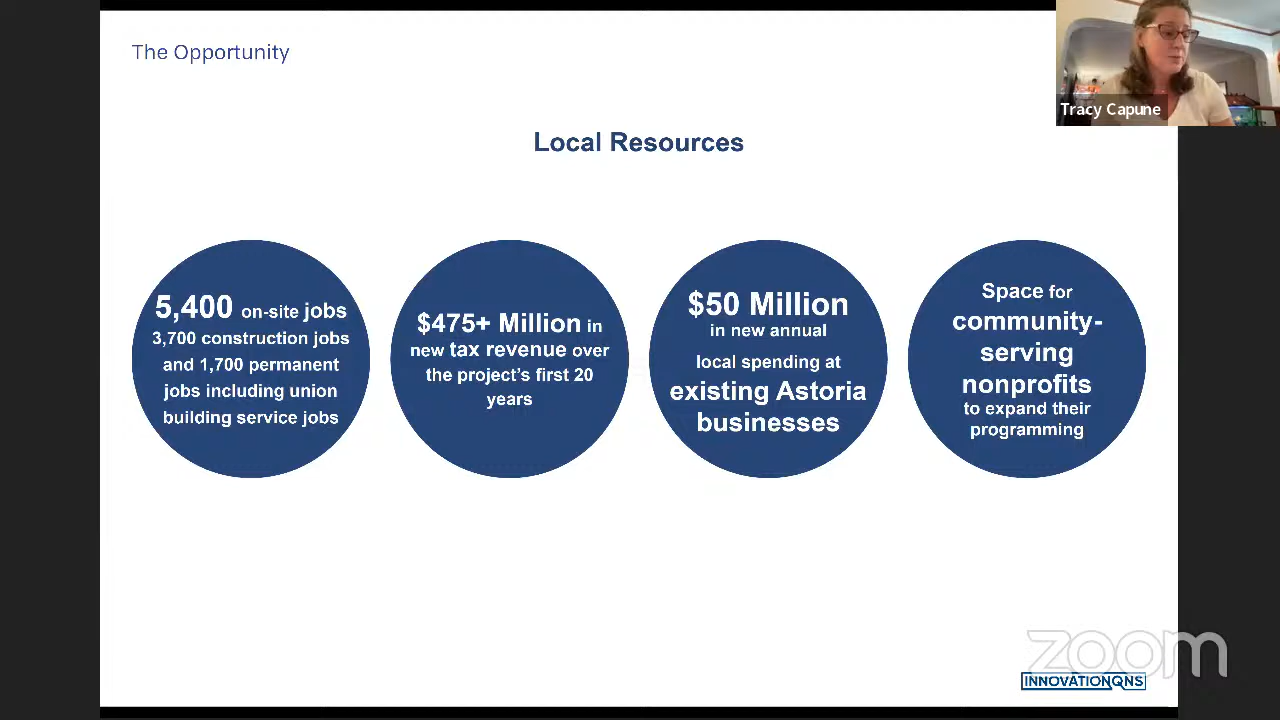 The Opportunity
Tracy Capune
Local Resources
5,400 on-site jobs
3,700 construction jobs
and 1,700 permanent
jobs including union
building service jobs
$475+ Million in
new tax revenue over
the project's first 20
years
$50 Million
in new annual
local spending at
existing Astoria
businesses
Space for
community-
serving
nonprofits
to expand their
programming
zoom
INNOVATIONQNS